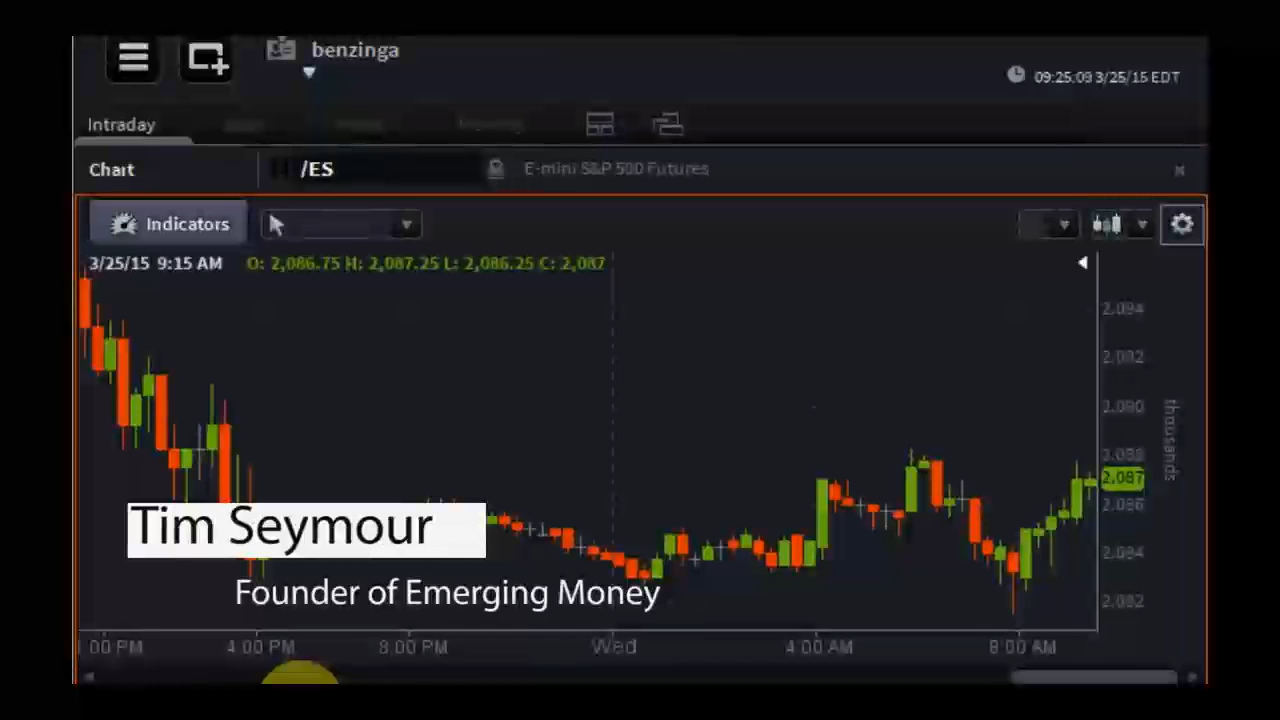 benzinga
09:25:09 3/25/15 EDT
Intraday
Chart
/ES
E-mini S&P 500 Futures
Indicators
3/25/15 9:15 AM O: 2,086.75 H: 2,087.25 L: 2,086.25 C: 2,087
2.094
2.092
2.090
2.088
2.087
2.086
2.084
2.082
thousands
Tim Seymour
Founder of Emerging Money
:00 PM 4:00 PM 8:00 PM Wed 4:00 AM 8:00 AM